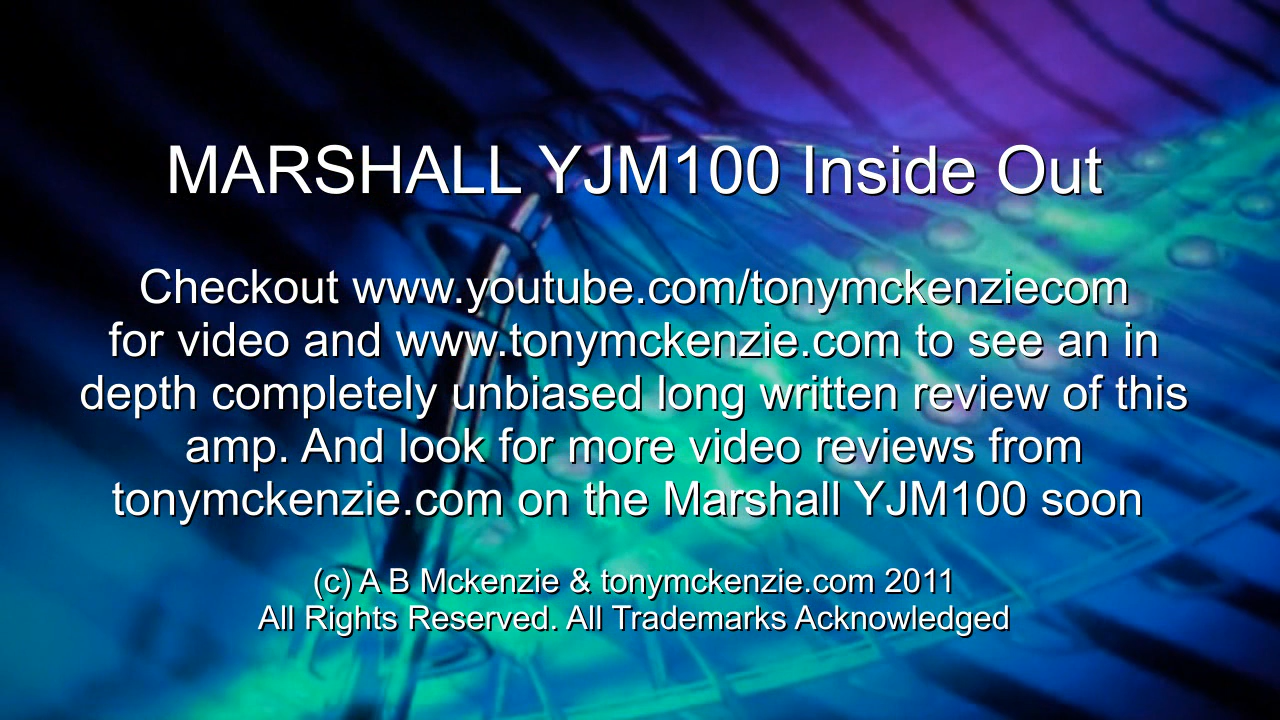 MARSHALL YJM100 Inside Out
Checkout www.youtube.com/tonymckenziecom
for video and www.tonymckenzie.com to see an in
depth completely unbiased long written review of this
amp. And look for more video reviews from
tonymckenzie.com on the Marshall YJM100 soon
(c) A B Mckenzie & tonymckenzie.com 2011
All Rights Reserved. All Trademarks Acknowledged